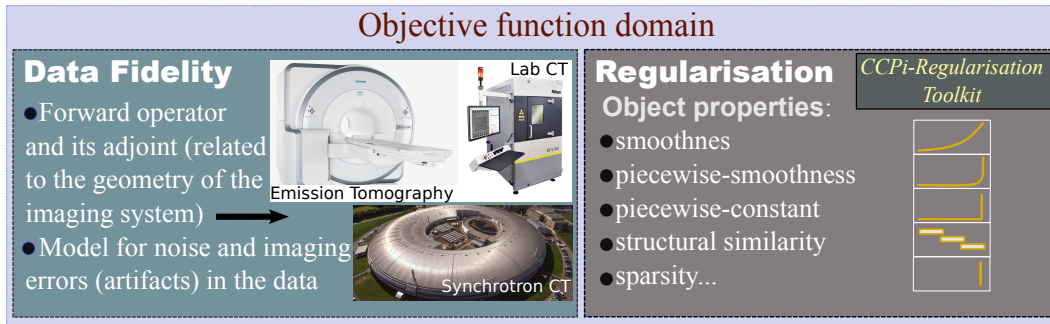 Objective function domain
Data Fidelity
●Forward operator
and its adjoint (related
to the geometry of the
imaging system)
●Model for noise and imaging
errors (artifacts) in the data
Lab CT
Emission Tomography
Synchrotron CT
Regularisation
CCPi-Regularisation
Toolkit
Object properties:
●smoothnes
●piecewise-smoothness
●piecewise-constant
●structural similarity
●sparsity...